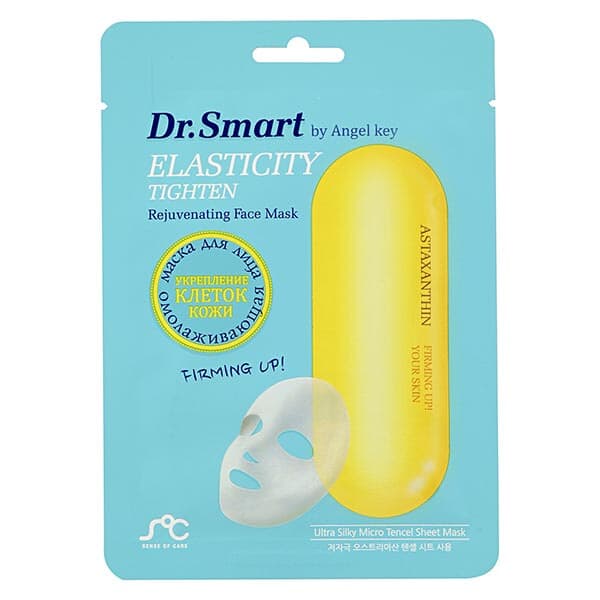 Dr.Smart by Angel key
ELASTICITY
TIGHTEN
Rejuvenating Face Mask
маска для лица
УКРЕПЛЕНИЕ
КЛЕТОК
КОЖИ
омолаживающая
FIRMING UP!
ASTAXANTHIN
FIRMING UP!
YOUR SKIN
SOC
SENSE OF CARE
Ultra Silky Micro Tencel Sheet Mask
저자극 오스트리아산 텐셀 시트 사용